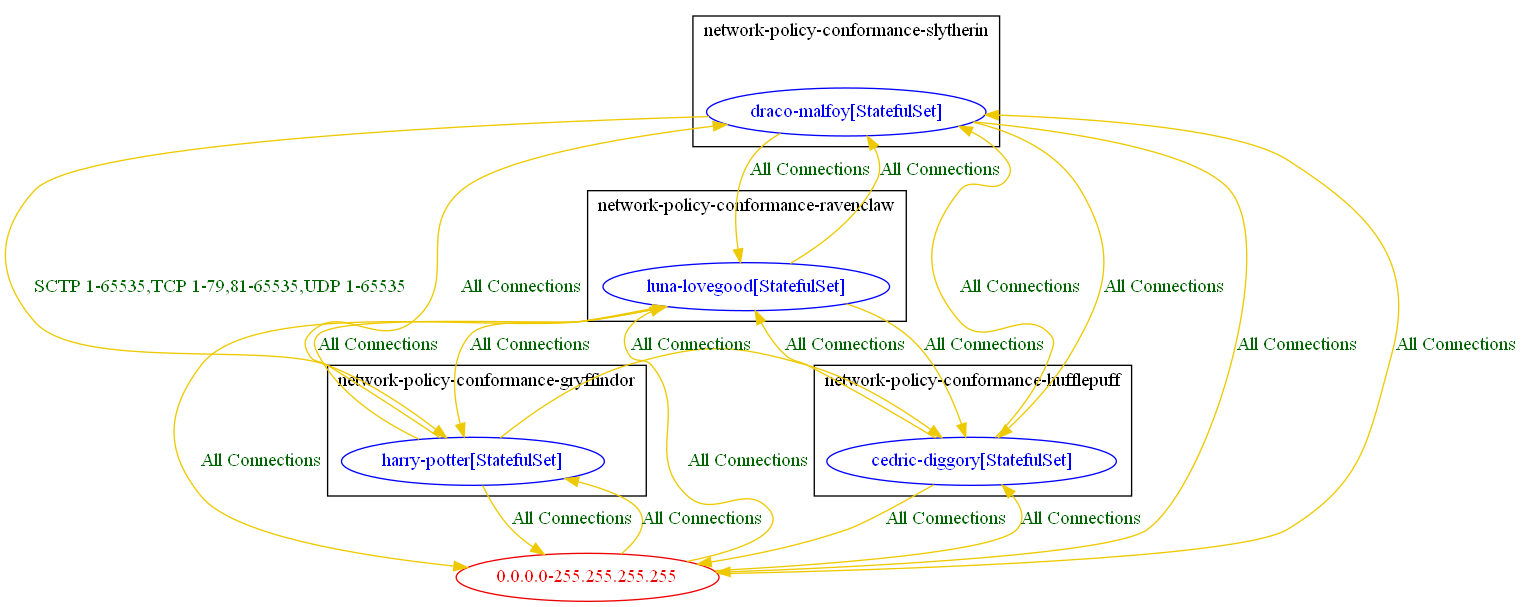 network-policy-conformance-slytherin
draco-malfoy[StatefulSet]
All Connections
All Connections
network-policy-conformance-ravenclaw
luna-lovegood[StatefulSet]
SCTP 1-65535,TCP 1-79,81-65535,UDP 1-65535
All Connections
All Connections
All Connections
All Connections
All Connections
All Connections
All Connections
All Connections
All Connections
All Connections
network-policy-conformance-gryffindor
network-policy-conformance-hufflepuff
harry-potter[StatefulSet]
cedric-diggory[StatefulSet]
All Connections
All Connections
All Connections
All Connections
All Connections
All Connections
0.0.0.0-255.255.255.255